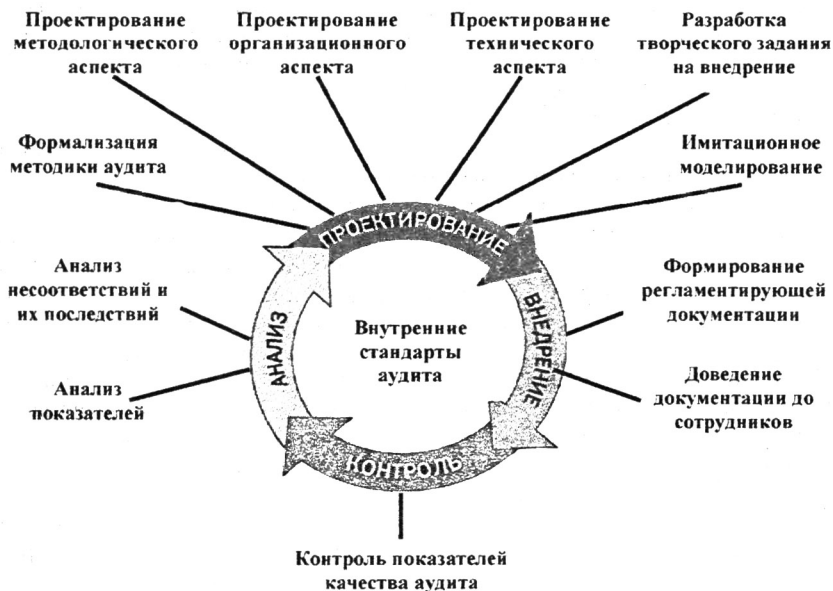 Проектирование
методологического
аспекта
Проектирование
организационного
аспекта
Проектирование
технического
аспекта
Разработка
творческого задания
на внедрение
Формализация
методики аудита
Имитационное
моделирование
ПРОЕКТИРОВАНИЕ
Анализ
несоответствий и
их последствий
Формирование
регламентирующей
документации
АНАЛИЗ
Внутренние
стандарты
аудита
ВНЕДРЕНИЕ
Анализ
показателей
Доведение
документации до
сотрудников
КОНТРОЛЬ
Контроль показателей
качества аудита